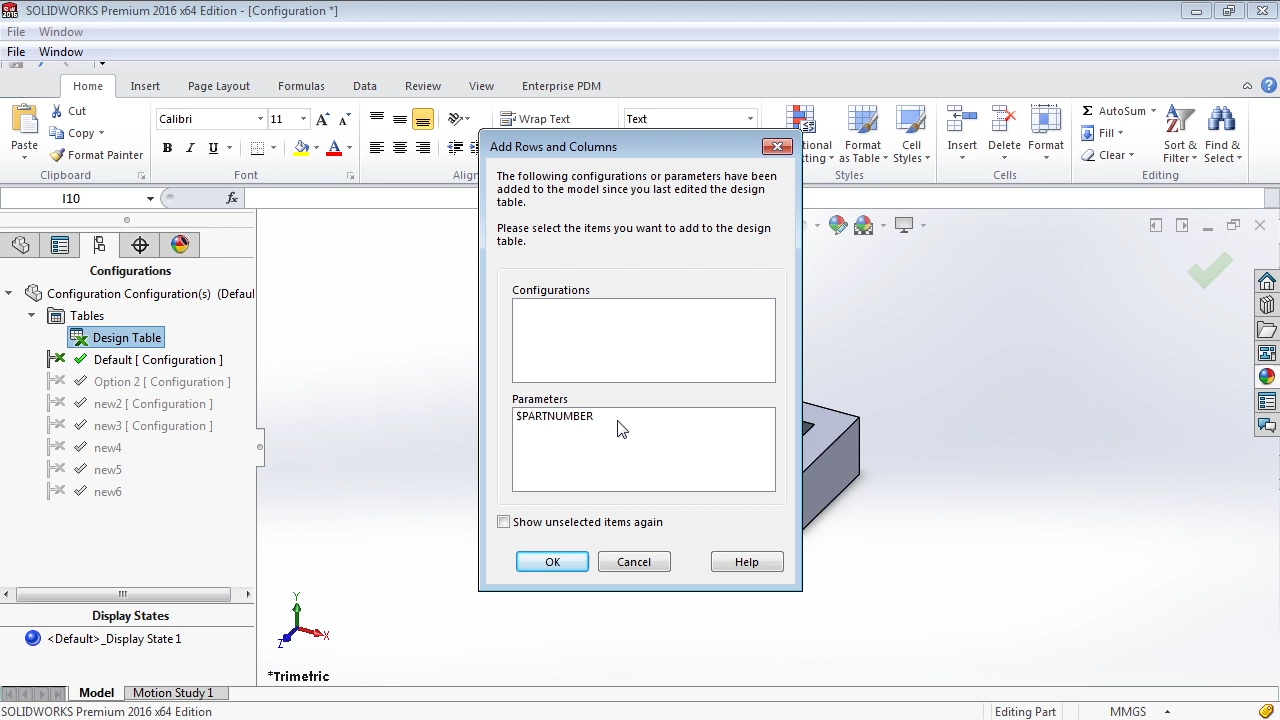 SOLIDWORKS Premium 2016 x64 Edition - [Configuration *]
File Window
File Window
Home Insert Page Layout Formulas Data Review View Enterprise PDM
Paste
Cut
Copy
Format Painter
Clipboard
Calibri 11
B I U A
Font
Wrap Text
Text
Format as Table
Cell Styles
Styles
Insert Delete Format
Cells
Σ AutoSum
Fill
Clear
Sort & Filter
Find & Select
Editing
I10 fx
Configurations
Configuration Configuration(s) (Defaul
Tables
Design Table
Default [ Configuration ]
Option 2 [ Configuration ]
new2 [ Configuration ]
new3 [ Configuration ]
new4
new5
new6
Display States
<Default>_Display State 1
Add Rows and Columns
The following configurations or parameters have been
added to the model since you last edited the design
table.
Please select the items you want to add to the design
table.
Configurations
Parameters
$PARTNUMBER
Show unselected items again
OK Cancel Help
Y
X
Z
*Trimetric
Model Motion Study 1
SOLIDWORKS Premium 2016 x64 Edition
Editing Part MMGS